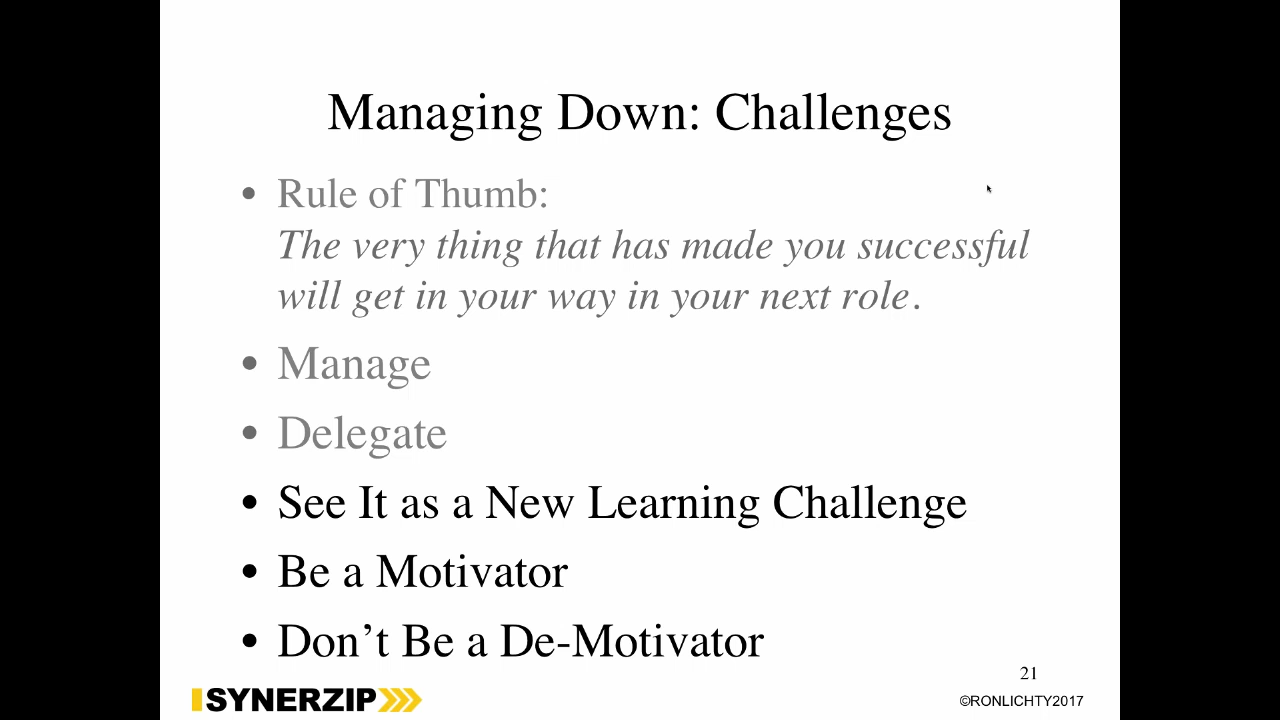 Managing Down: Challenges
• Rule of Thumb:
The very thing that has made you successful
will get in your way in your next role.
• Manage
• Delegate
• See It as a New Learning Challenge
• Be a Motivator
• Don’t Be a De-Motivator
21
SYNERZIP
©RONLICHTY2017